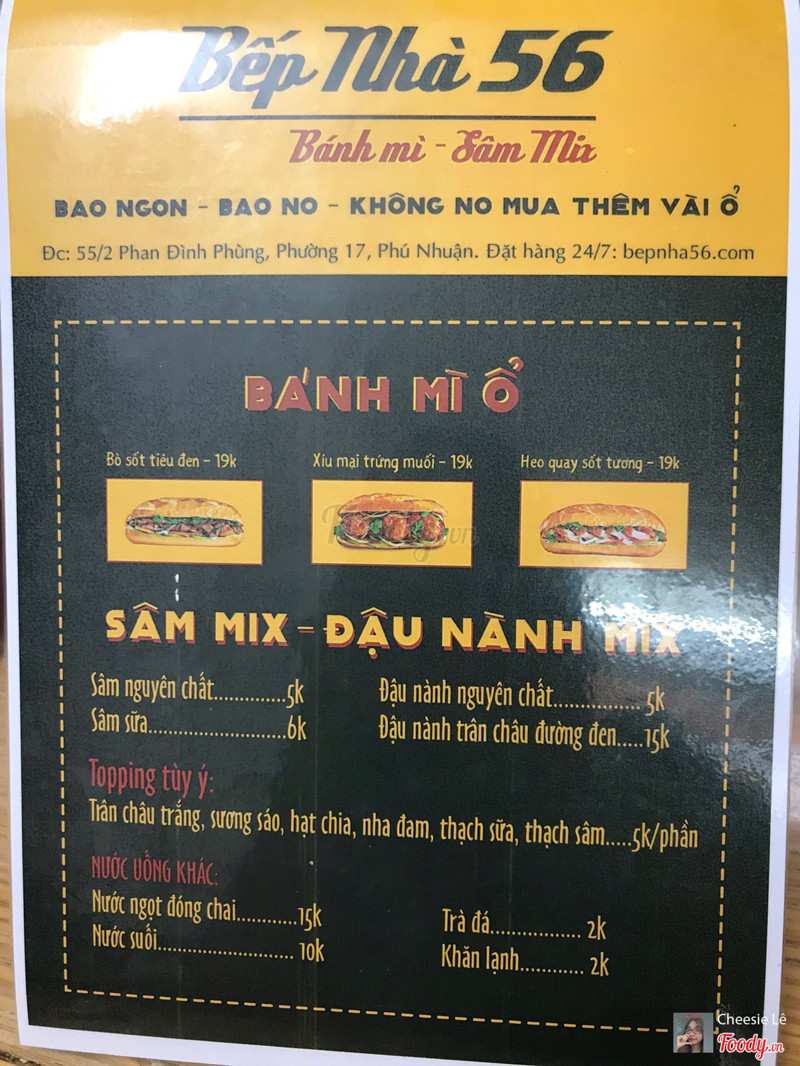 Bếp Nhà 56
Bánh mì - Sâm Mix
BAO NGON - BAO NO - KHÔNG NO MUA THÊM VÀI Ổ
Đc: 55/2 Phan Đình Phùng, Phường 17, Phú Nhuận. Đặt hàng 24/7: bepnha56.com
BÁNH MÌ Ổ
Bò sốt tiêu đen - 19k
Xíu mại trứng muối - 19k
Heo quay sốt tương - 19k
SÂM MIX - ĐẬU NÀNH MIX
Sâm nguyên chất..............5k
Sâm sữa..........................6k
Đậu nành nguyên chất................ 5k
Đậu nành trân châu đường đen.....15k
Topping tùy ý:
Trân châu trắng, sương sáo, hạt chia, nha đam, thạch sữa, thạch sâm.....5k/phần
NƯỚC UỐNG KHÁC:
Nước ngọt đóng chai............15k
Nước suối.......................... 10k
Trà đá................. 2k
Khăn lạnh............ 2k
Cheesie Lê
Foody.vn